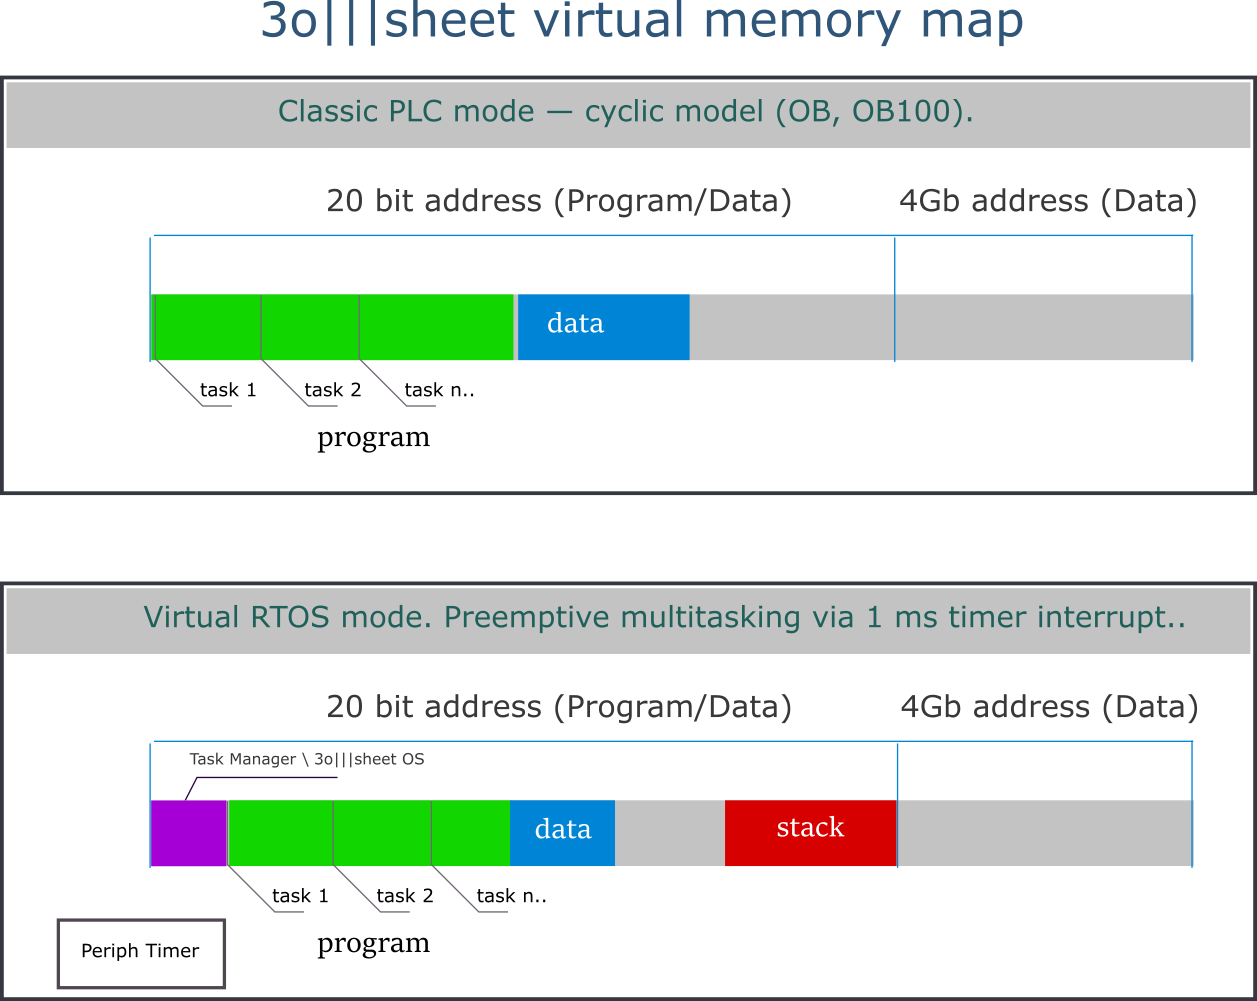 3o|||sheet virtual memory map
Classic PLC mode — cyclic model (OB, OB100).
20 bit address (Program/Data) 4Gb address (Data)
data
task 1 task 2 task n..
program
Virtual RTOS mode. Preemptive multitasking via 1 ms timer interrupt..
20 bit address (Program/Data) 4Gb address (Data)
Task Manager \ 3o|||sheet OS
data stack
task 1 task 2 task n..
program
Periph Timer